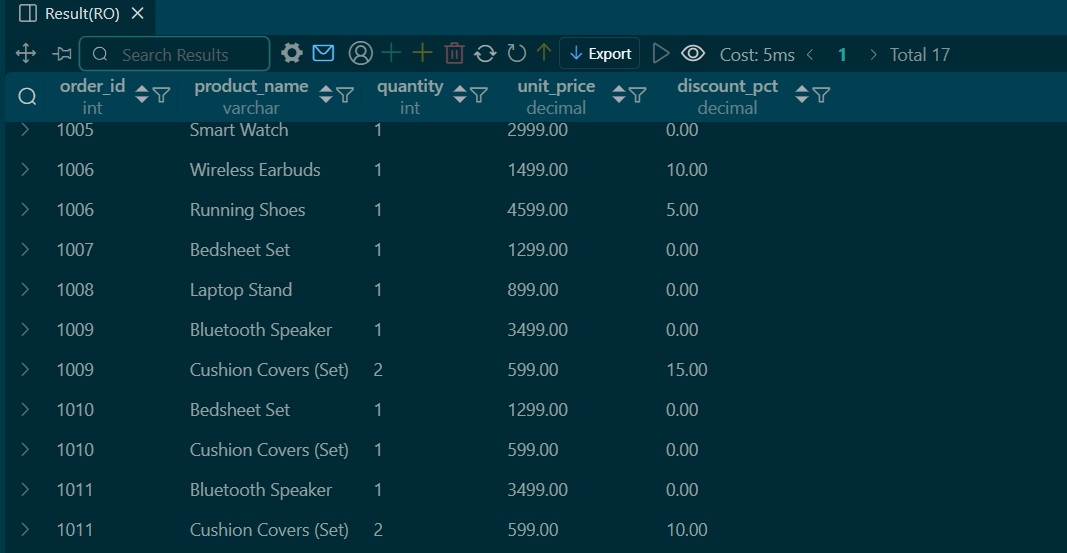 Result(RO)
Search Results Export Cost: 5ms 1 Total 17
order_id product_name quantity unit_price discount_pct
int varchar int decimal decimal
1005 Smart Watch 1 2999.00 0.00
1006 Wireless Earbuds 1 1499.00 10.00
1006 Running Shoes 1 4599.00 5.00
1007 Bedsheet Set 1 1299.00 0.00
1008 Laptop Stand 1 899.00 0.00
1009 Bluetooth Speaker 1 3499.00 0.00
1009 Cushion Covers (Set) 2 599.00 15.00
1010 Bedsheet Set 1 1299.00 0.00
1010 Cushion Covers (Set) 1 599.00 0.00
1011 Bluetooth Speaker 1 3499.00 0.00
1011 Cushion Covers (Set) 2 599.00 10.00